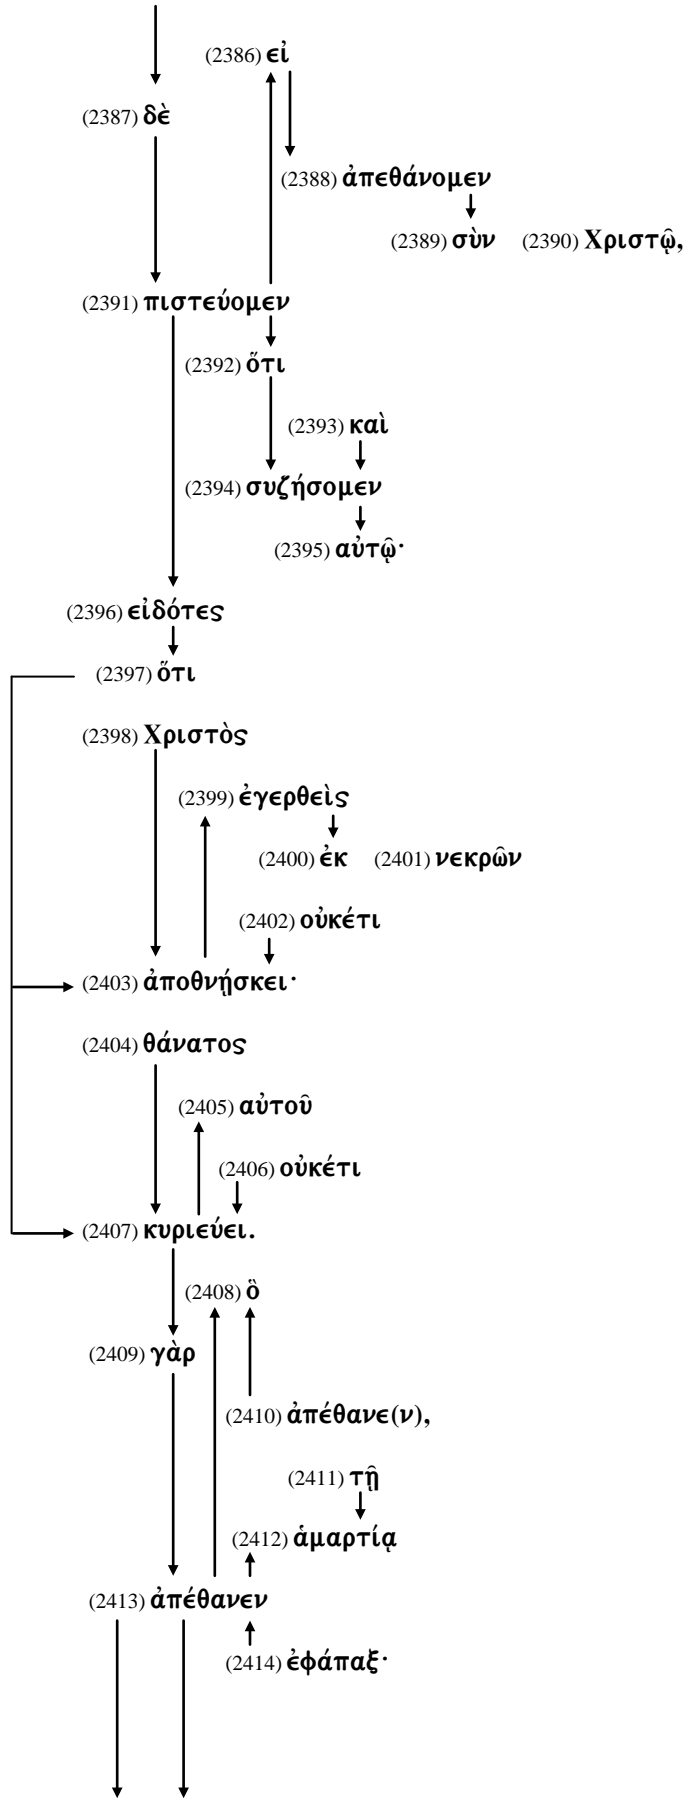 (2386) εἰ
(2387) δὲ
(2388) ἀπεθάνομεν
(2389) σὺν (2390) Χριστῷ,
(2391) πιστεύομεν
(2392) ὅτι
(2393) καὶ
(2394) συζήσομεν
(2395) αὐτῷ·
(2396) εἰδότες
(2397) ὅτι
(2398) Χριστὸς
(2399) ἐγερθεὶς
(2400) ἐκ (2401) νεκρῶν
(2402) οὐκέτι
(2403) ἀποθνῄσκει·
(2404) θάνατος
(2405) αὐτοῦ
(2406) οὐκέτι
(2407) κυριεύει.
(2408) ὃ
(2409) γὰρ
(2410) ἀπέθανε(ν),
(2411) τῇ
(2412) ἁμαρτίᾳ
(2413) ἀπέθανεν
(2414) ἐφάπαξ·